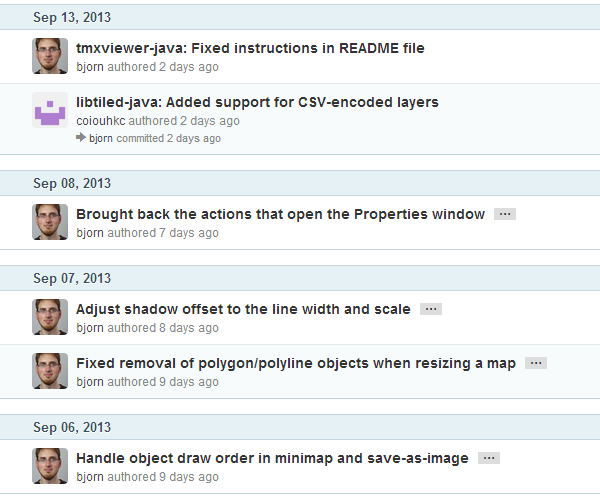 Sep 13, 2013
tmxviewer-java: Fixed instructions in README file
bjorn authored 2 days ago
libtiled-java: Added support for CSV-encoded layers
coiouhkc authored 2 days ago
bjorn committed 2 days ago
Sep 08, 2013
Brought back the actions that open the Properties window ...
bjorn authored 7 days ago
Sep 07, 2013
Adjust shadow offset to the line width and scale ...
bjorn authored 8 days ago
Fixed removal of polygon/polyline objects when resizing a map ...
bjorn authored 9 days ago
Sep 06, 2013
Handle object draw order in minimap and save-as-image ...
bjorn authored 9 days ago